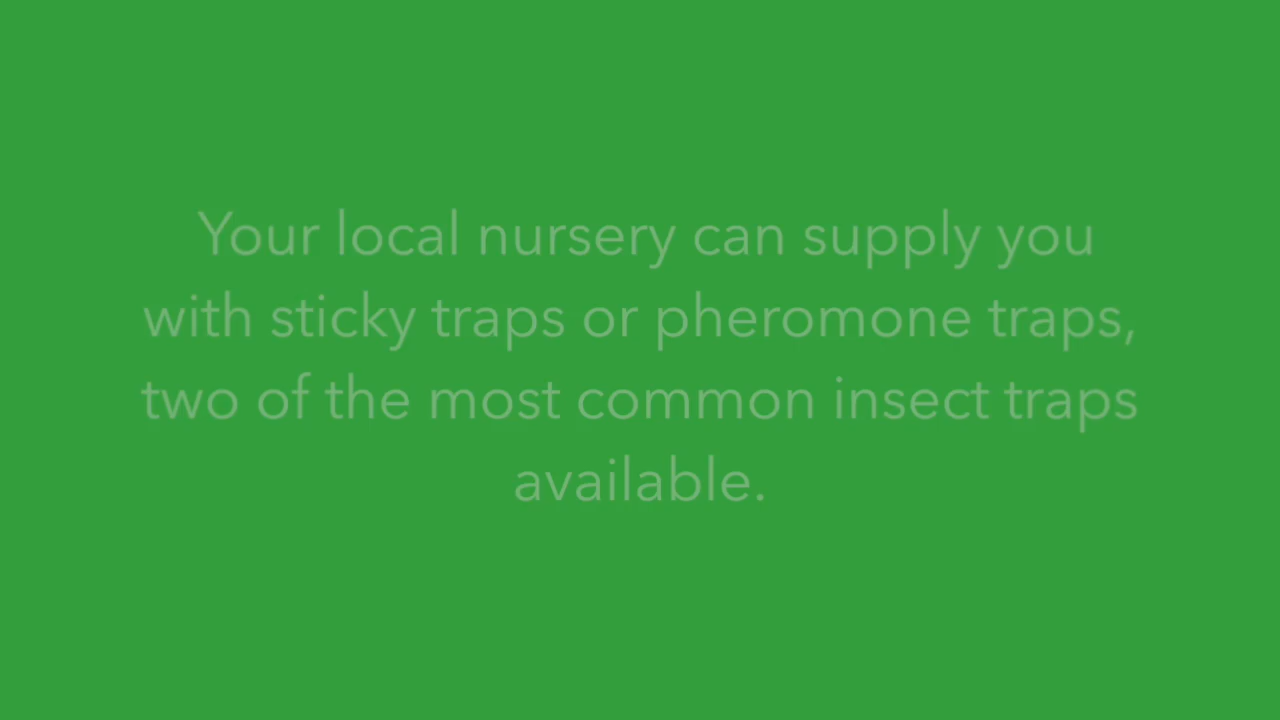 Your local nursery can supply you
with sticky traps or pheromone traps,
two of the most common insect traps
available.